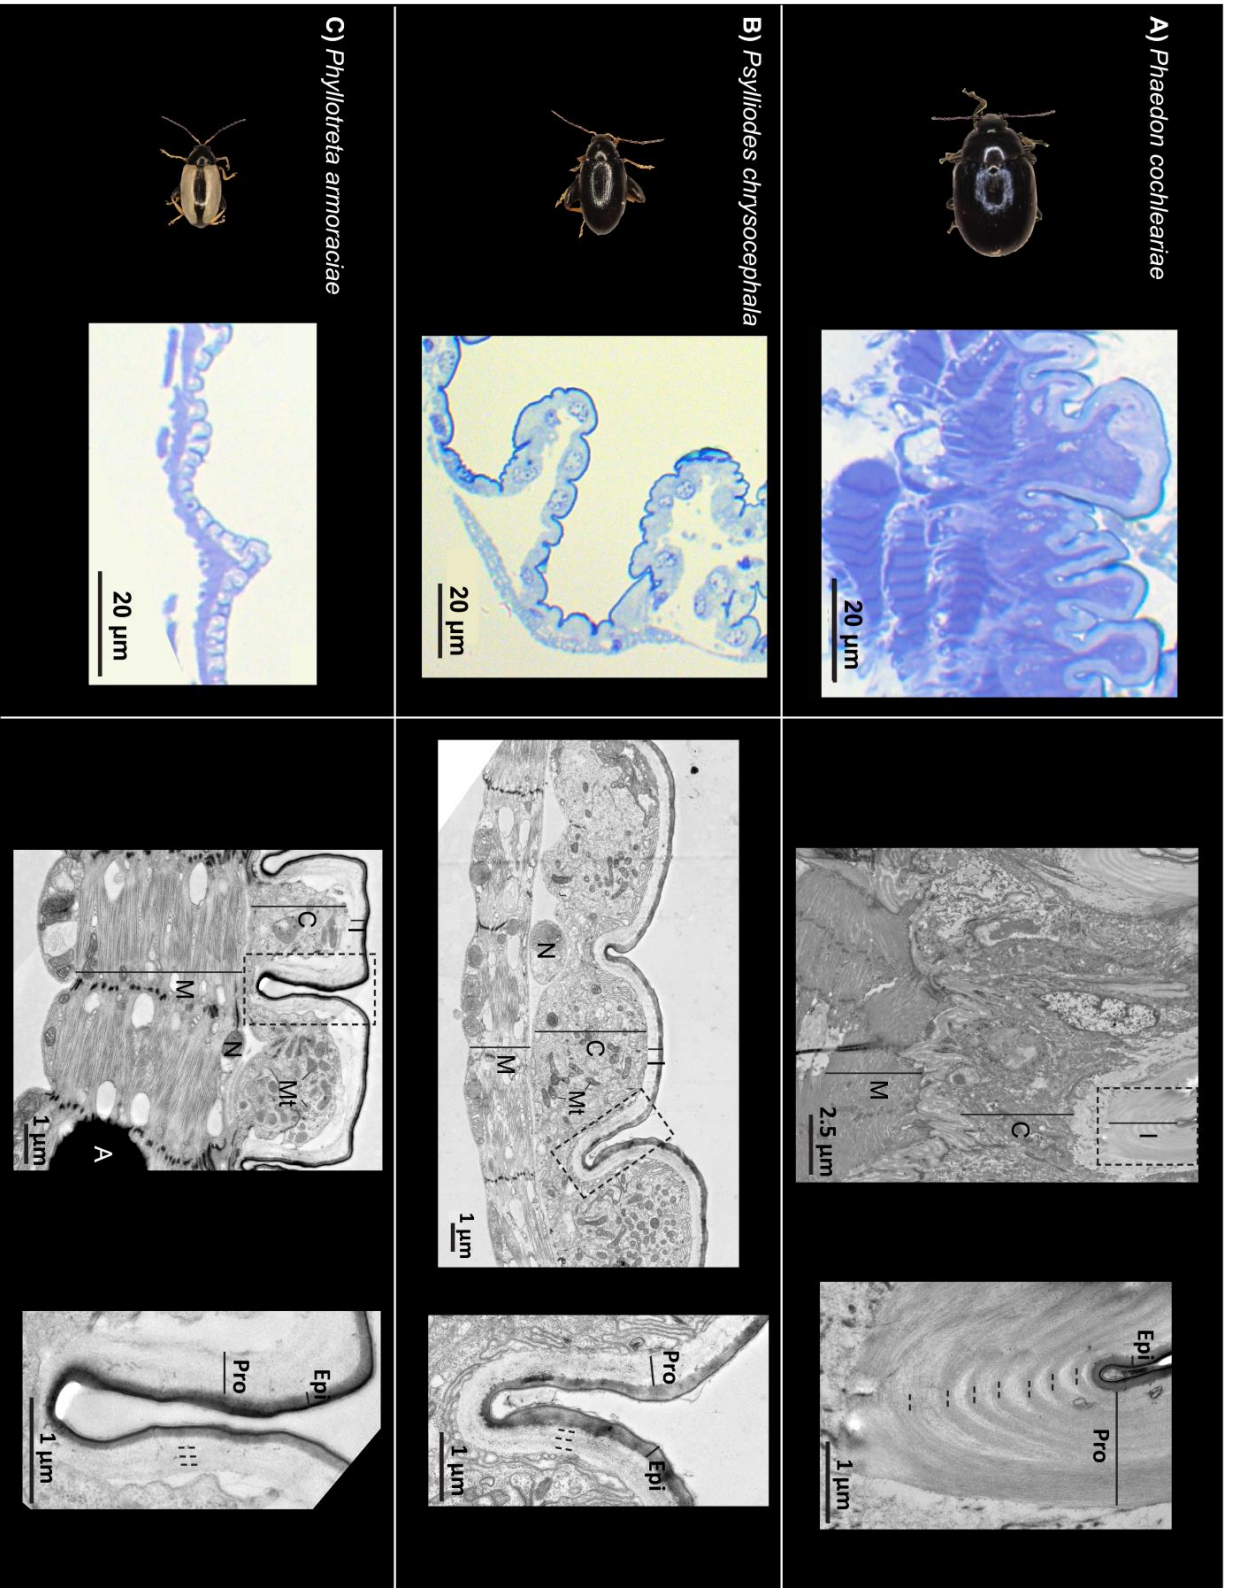 A) Phaedon cochleariae
20 µm
I
C
M
2.5 µm
Epi
Pro
1 µm
B) Psylliodes chrysocephala
20 µm
I
N
C
Mt
M
1 µm
Pro
Epi
1 µm
C) Phyllotreta armoraciae
20 µm
I
C
M
N
Mt
A
1 µm
Epi
Pro
1 µm